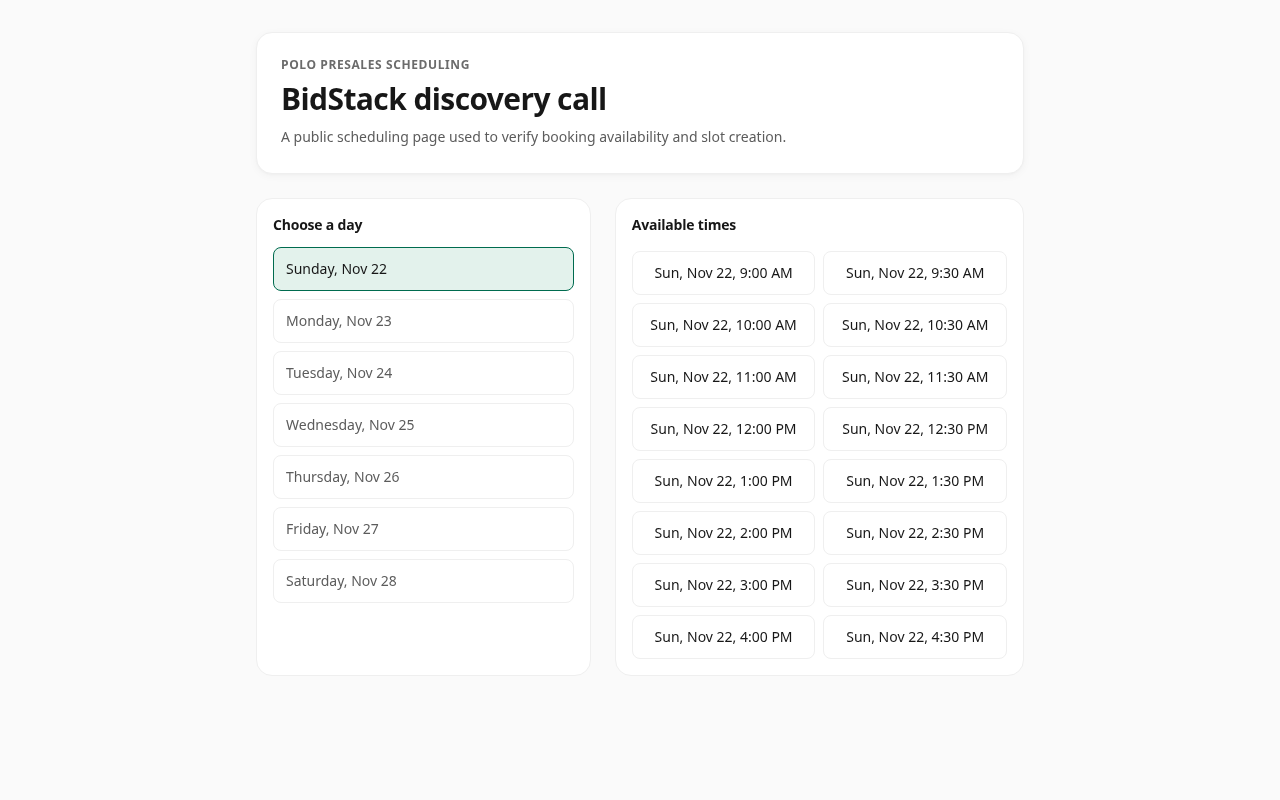 POLO PRESALES SCHEDULING
BidStack discovery call
A public scheduling page used to verify booking availability and slot creation.
Choose a day
Sunday, Nov 22
Monday, Nov 23
Tuesday, Nov 24
Wednesday, Nov 25
Thursday, Nov 26
Friday, Nov 27
Saturday, Nov 28
Available times
Sun, Nov 22, 9:00 AM
Sun, Nov 22, 9:30 AM
Sun, Nov 22, 10:00 AM
Sun, Nov 22, 10:30 AM
Sun, Nov 22, 11:00 AM
Sun, Nov 22, 11:30 AM
Sun, Nov 22, 12:00 PM
Sun, Nov 22, 12:30 PM
Sun, Nov 22, 1:00 PM
Sun, Nov 22, 1:30 PM
Sun, Nov 22, 2:00 PM
Sun, Nov 22, 2:30 PM
Sun, Nov 22, 3:00 PM
Sun, Nov 22, 3:30 PM
Sun, Nov 22, 4:00 PM
Sun, Nov 22, 4:30 PM